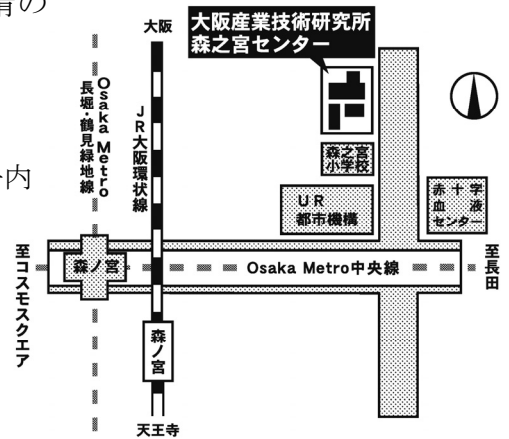 の
内
大阪
大阪産業技術研究所
森之宮センター
Osaka Metro
長堀・鶴見緑地線
JR大阪環状線
森之宮
小学校
UR
都市機構
赤十字
血液
センター
至コスモスクエア
森ノ宮
Osaka Metro中央線
至長田
森ノ宮
天王寺